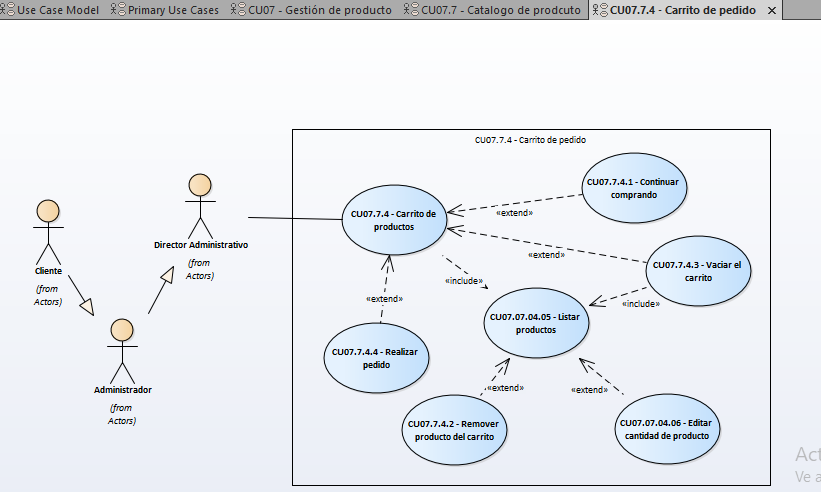 Use Case Model
Primary Use Cases
CU07 - Gestión de producto
CU07.7 - Catalogo de prodcuto
CU07.7.4 - Carrito de pedido
CU07.7.4 - Carrito de pedido
CU07.7.4.1 - Continuar
comprando
«extend»
CU07.7.4 - Carrito de
productos
Director Administrativo
(from
Actors)
«extend»
CU07.7.4.3 - Vaciar el
carrito
Cliente
(from
Actors)
«include»
«extend»
«include»
CU07.07.04.05 - Listar
productos
CU07.7.4.4 - Realizar
pedido
Administrador
(from
Actors)
«extend»
«extend»
CU07.7.4.2 - Remover
producto del carrito
CU07.07.04.06 - Editar
cantidad de producto
Ve a